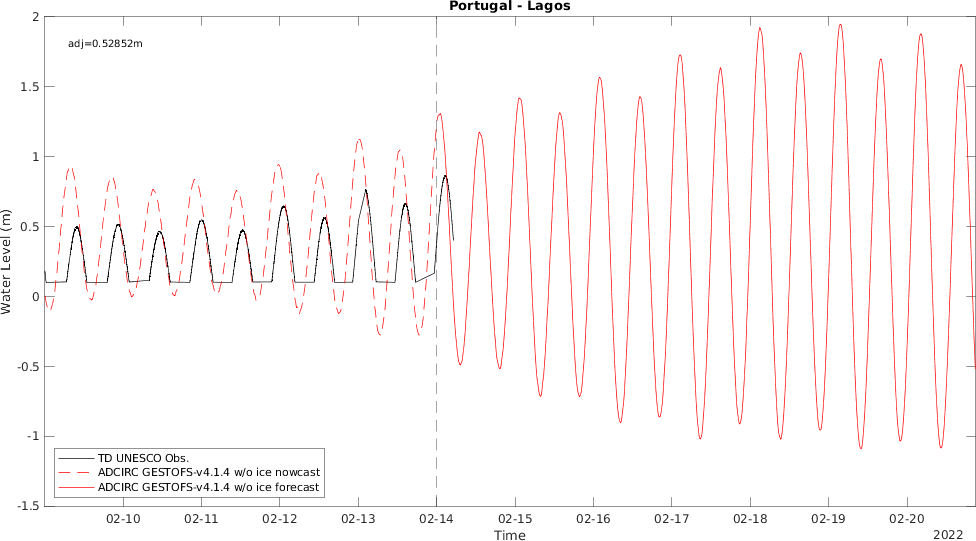 Portugal - Lagos
adj=0.52852m
2
1.5
1
0.5
0
-0.5
-1
-1.5
Water Level (m)
TD UNESCO Obs.
ADCIRC GESTOFS-v4.1.4 w/o ice nowcast
ADCIRC GESTOFS-v4.1.4 w/o ice forecast
02-10 02-11 02-12 02-13 02-14 02-15 02-16 02-17 02-18 02-19 02-20
Time
2022